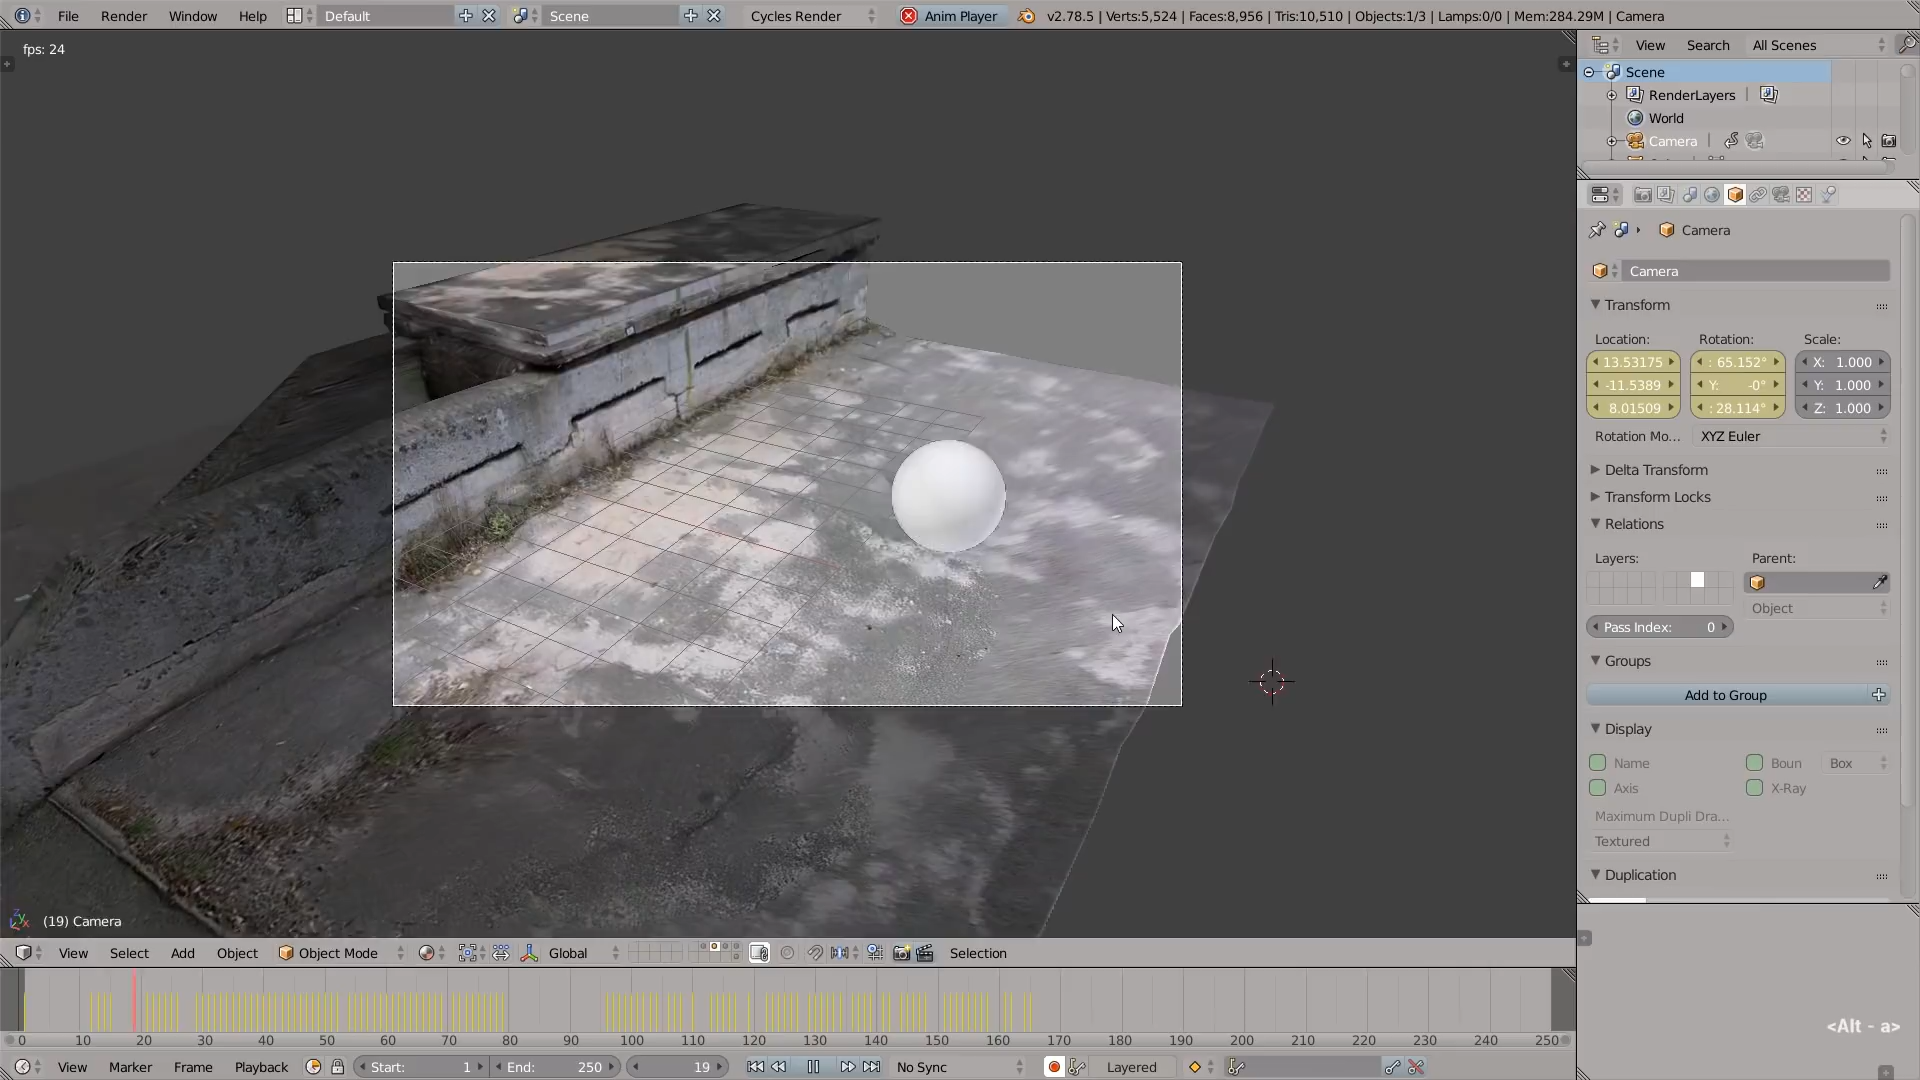 File Render Window Help Default Scene Cycles Render Anim Player v2.78.5 | Verts:5,524 | Faces:8,956 | Tris:10,510 | Objects:1/3 | Lamps:0/0 | Mem:284.29M | Camera
fps: 24
View Search All Scenes
Scene
RenderLayers
World
Camera
Camera
Camera
Transform
Location: Rotation: Scale:
13.53175 : 65.152° X: 1.000
-11.5389 Y: -0° Y: 1.000
8.01509 : 28.114° Z: 1.000
Rotation Mo... XYZ Euler
Delta Transform
Transform Locks
Relations
Layers: Parent:
Object
Pass Index: 0
Groups
Add to Group
Display
Name Boun Box
Axis X-Ray
Maximum Dupli Dra...
Textured
Duplication
(19) Camera
View Select Add Object Object Mode Global Selection
0 10 20 30 40 50 60 70 80 90 100 110 120 130 140 150 160 170 180 190 200 210 220 230 240 250
<Alt - a>
View Marker Frame Playback Start: 1 End: 250 19 No Sync Layered